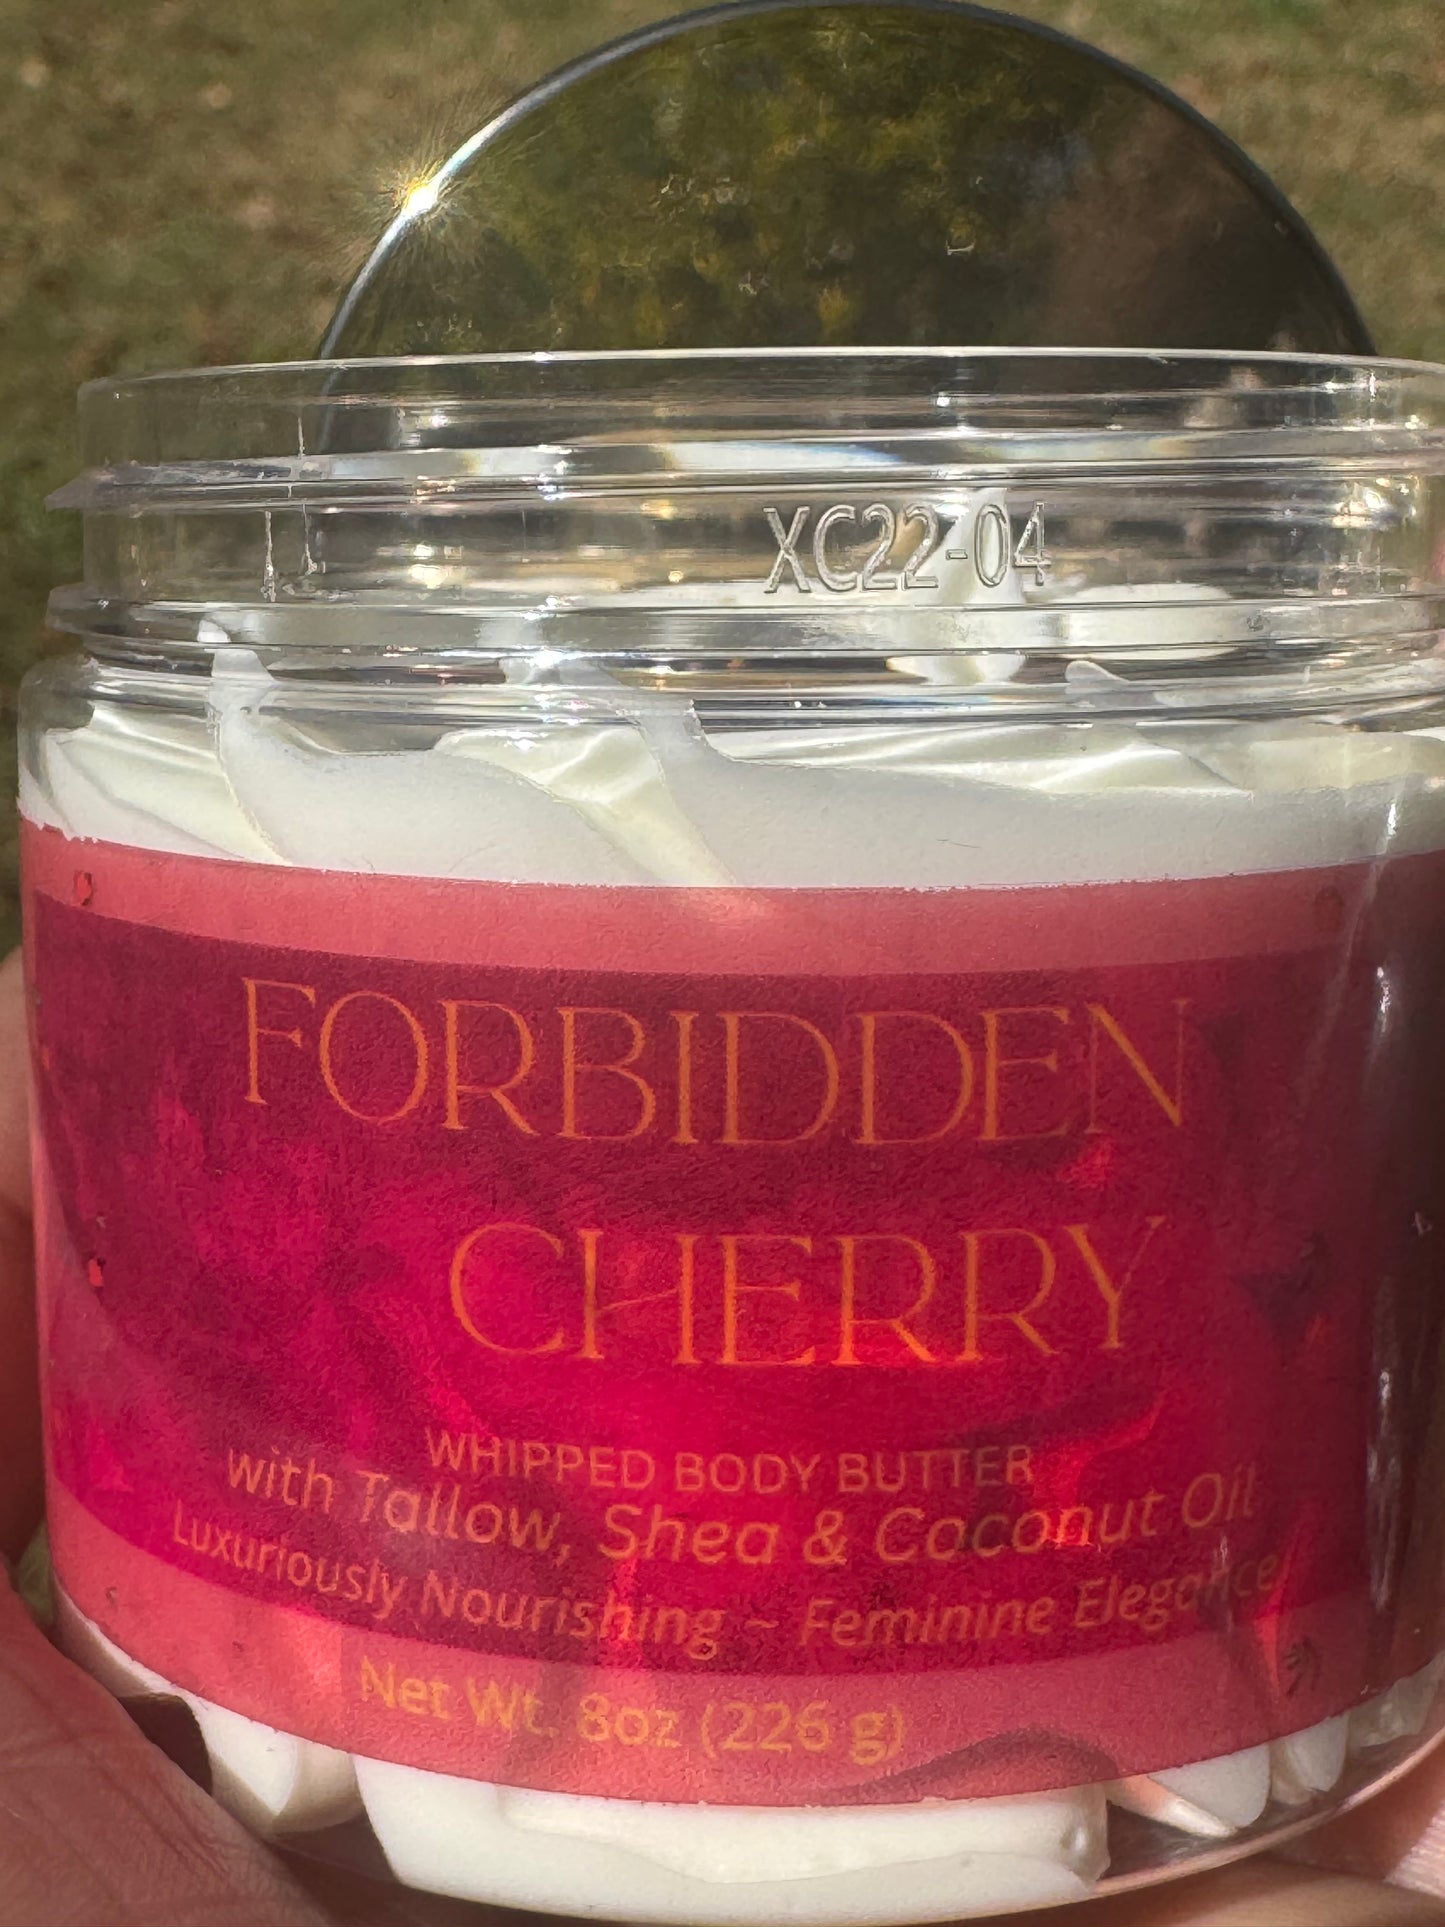 XC22-04
FORBIDDEN
CHERRY
WHIPPED BODY BUTTER
with Tallow, Shea & Coconut Oil
Luxuriously Nourishing ~ Feminine Elegance
Net Wt. 8oz (226 g)